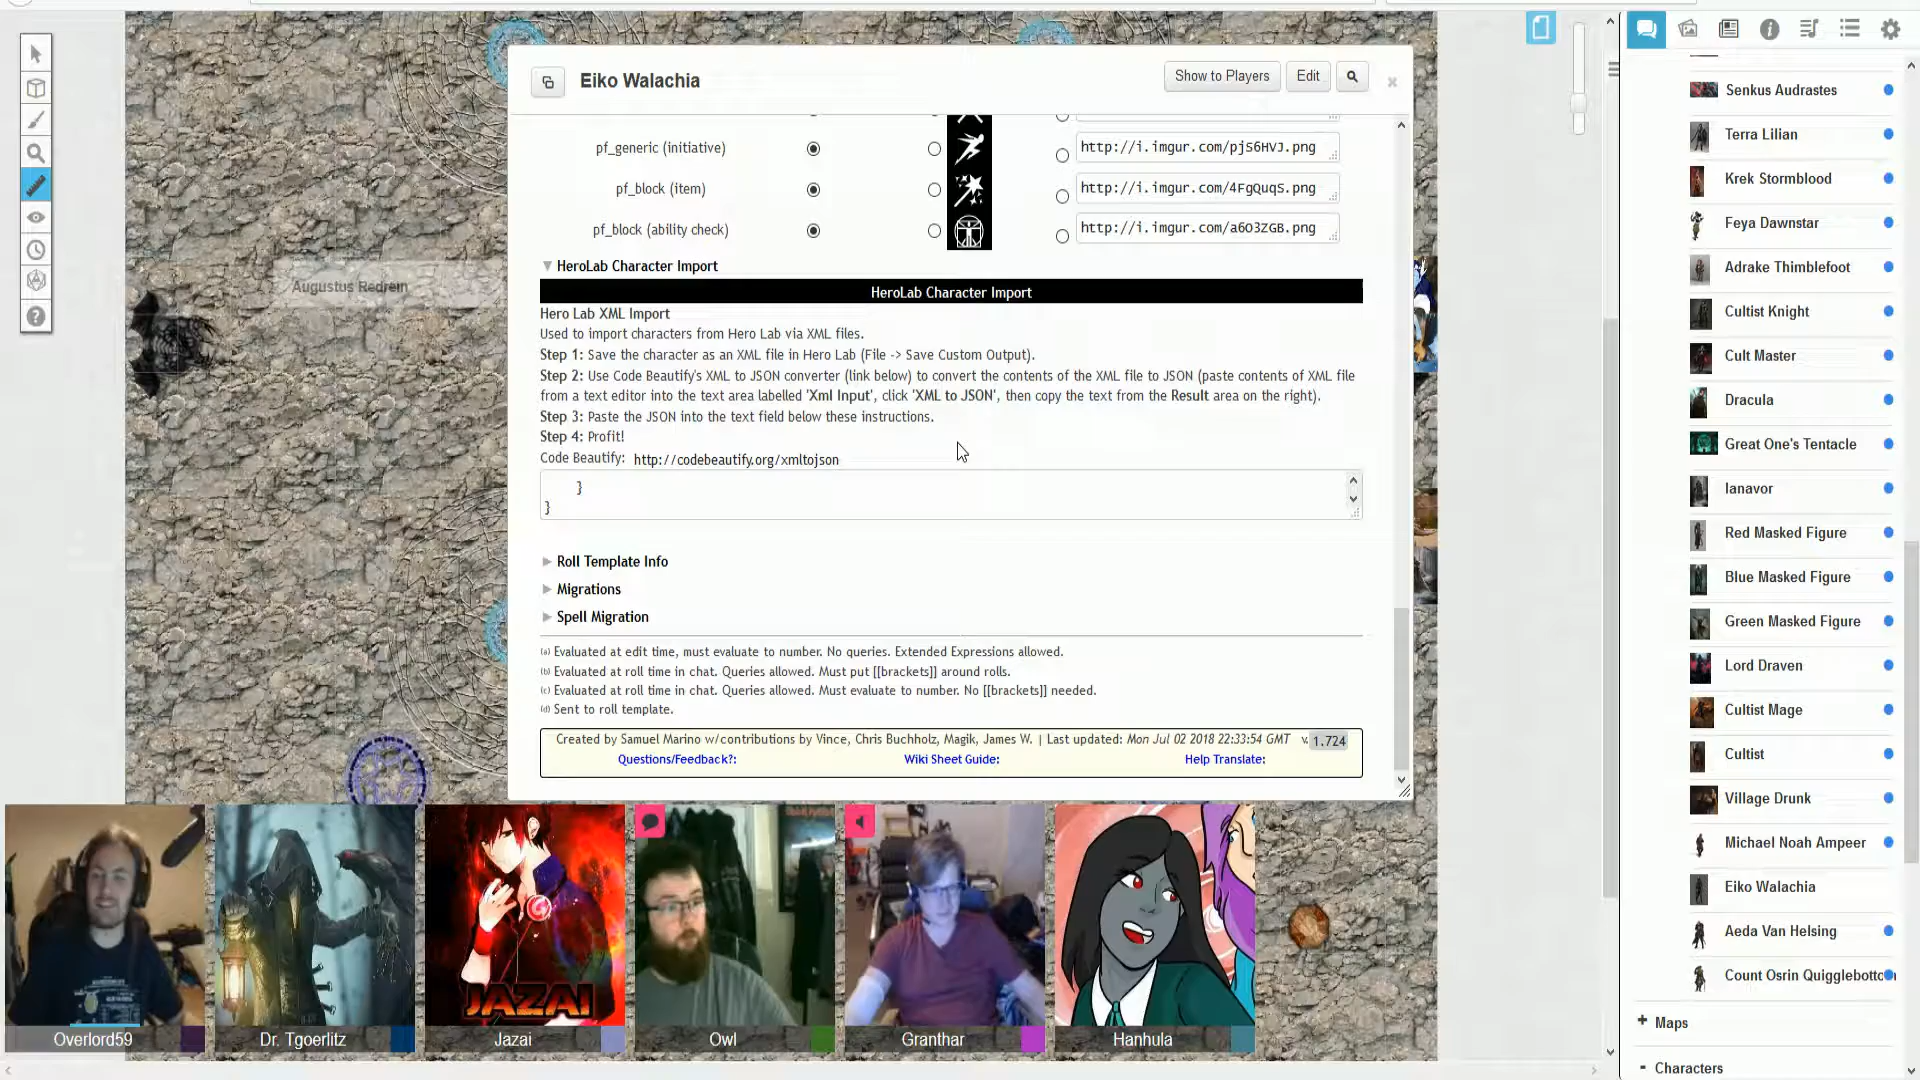 Eiko Walachia
Show to Players
Edit
pf_generic (initiative)
http://i.imgur.com/pjS6HVJ.png
pf_block (item)
http://i.imgur.com/4FgQuqS.png
pf_block (ability check)
http://i.imgur.com/a6O3ZGB.png
HeroLab Character Import
HeroLab Character Import
Hero Lab XML Import
Used to import characters from Hero Lab via XML files.
Step 1: Save the character as an XML file in Hero Lab (File -> Save Custom Output).
Step 2: Use Code Beautify's XML to JSON converter (link below) to convert the contents of the XML file to JSON (paste contents of XML file
from a text editor into the text area labelled 'Xml Input', click 'XML to JSON', then copy the text from the Result area on the right).
Step 3: Paste the JSON into the text field below these instructions.
Step 4: Profit!
Code Beautify: http://codebeautify.org/xmltojson
}
}
Roll Template Info
Migrations
Spell Migration
(a) Evaluated at edit time, must evaluate to number. No queries. Extended Expressions allowed.
(b) Evaluated at roll time in chat. Queries allowed. Must put [[brackets]] around rolls.
(c) Evaluated at roll time in chat. Queries allowed. Must evaluate to number. No [[brackets]] needed.
(d) Sent to roll template.
Created by Samuel Marino w/contributions by Vince, Chris Buchholz, Magik, James W. | Last updated: Mon Jul 02 2018 22:33:54 GMT v. 1.724
Questions/Feedback?:
Wiki Sheet Guide:
Help Translate:
Augustus Redrein
Senkus Audrastes
Terra Lilian
Krek Stormblood
Feya Dawnstar
Adrake Thimblefoot
Cultist Knight
Cult Master
Dracula
Great One's Tentacle
Ianavor
Red Masked Figure
Blue Masked Figure
Green Masked Figure
Lord Draven
Cultist Mage
Cultist
Village Drunk
Michael Noah Ampeer
Eiko Walachia
Aeda Van Helsing
Count Osrin Quigglebotto
+ Maps
- Characters
JAZAI
Overlord59
Dr. Tgoerlitz
Jazai
Owl
Granthar
Hanhula